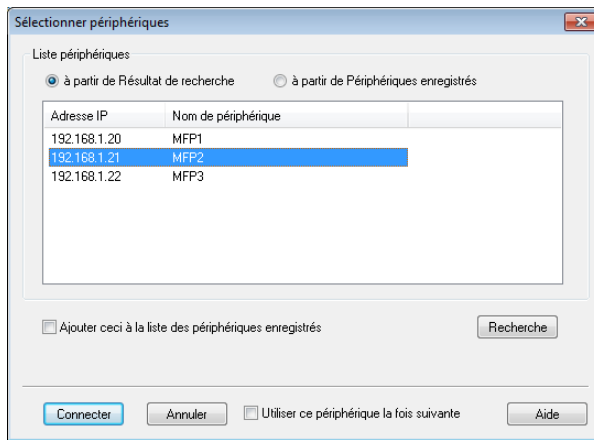 Sélectionner périphériques
Liste périphériques
à partir de Résultat de recherche à partir de Périphériques enregistrés
Adresse IP Nom de périphérique
192.168.1.20 MFP1
192.168.1.21 MFP2
192.168.1.22 MFP3
Ajouter ceci à la liste des périphériques enregistrés Recherche
Connecter Annuler Utiliser ce périphérique la fois suivante Aide